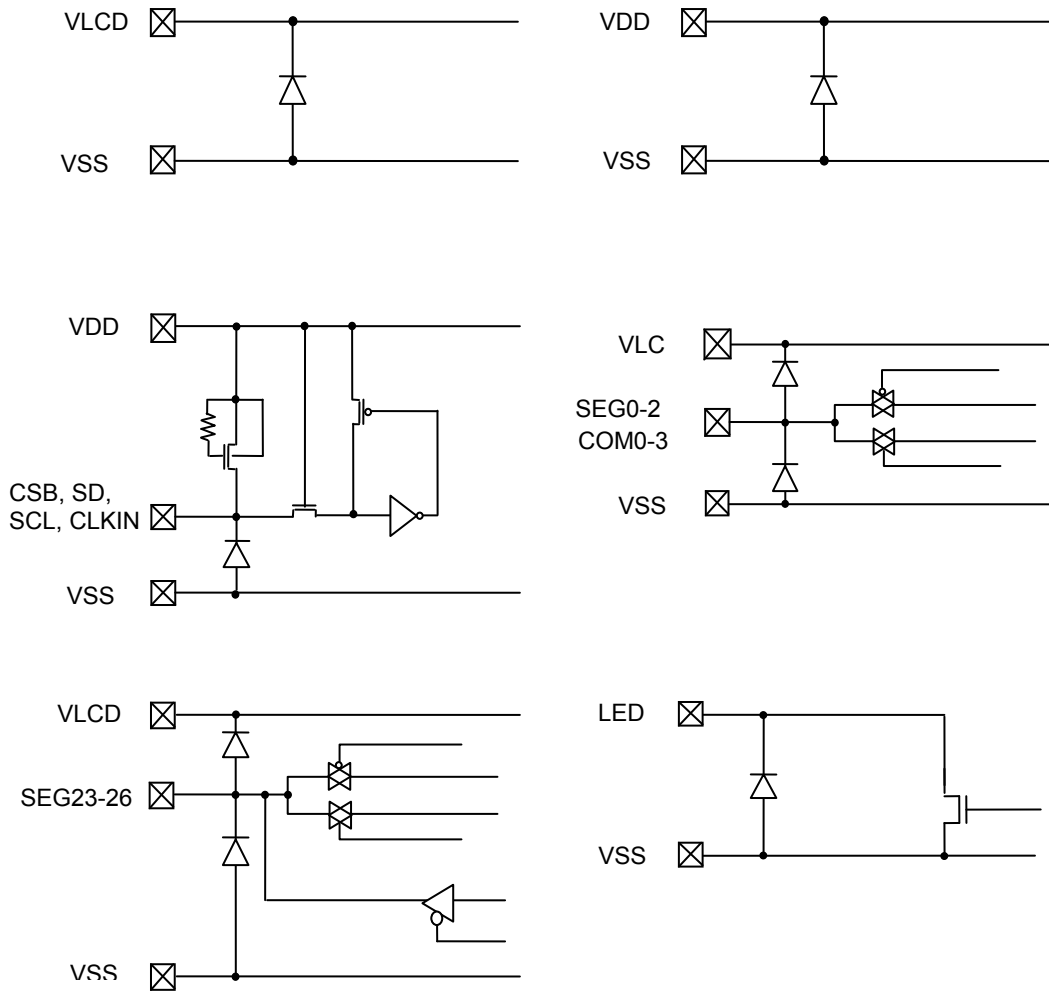 VLCD
VSS
VDD
VSS
VDD
CSB, SD,
SCL, CLKIN
VSS
VLC
SEG0-2
COM0-3
VSS
VLCD
SEG23-26
VSS
LED
VSS